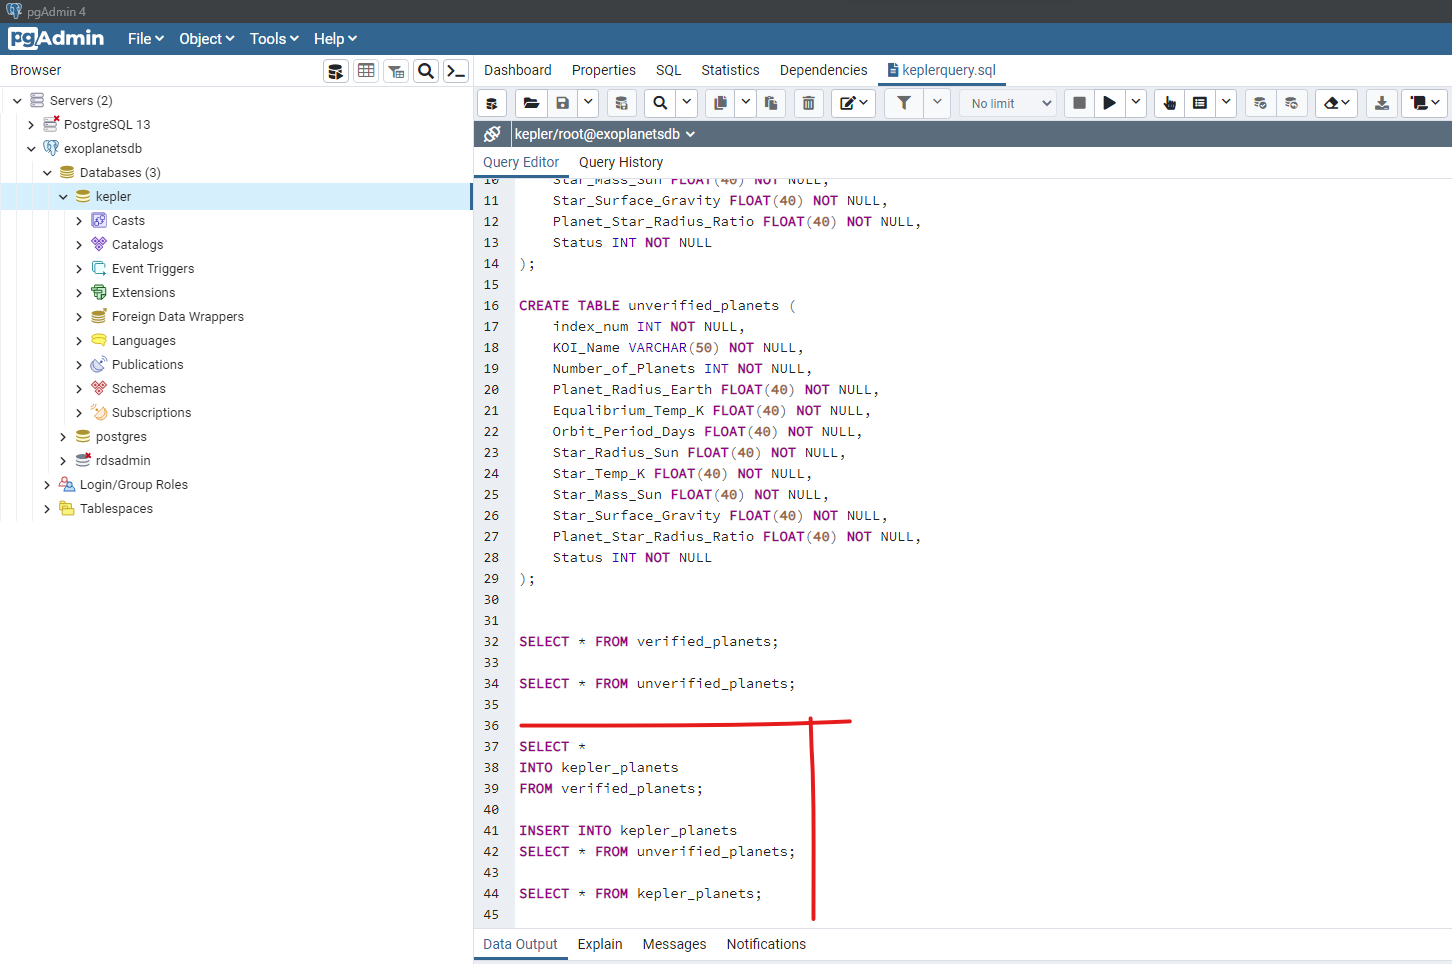 pgAdmin 4
pgAdmin File Object Tools Help
Browser
Dashboard Properties SQL Statistics Dependencies keplerquery.sql
Servers (2)
PostgreSQL 13
exoplanetsdb
Databases (3)
kepler
Casts
Catalogs
Event Triggers
Extensions
Foreign Data Wrappers
Languages
Publications
Schemas
Subscriptions
postgres
rdsadmin
Login/Group Roles
Tablespaces
No limit
kepler/root@exoplanetsdb
Query Editor Query History
10 Star_Mass_Sun FLOAT(40) NOT NULL,
11 Star_Surface_Gravity FLOAT(40) NOT NULL,
12 Planet_Star_Radius_Ratio FLOAT(40) NOT NULL,
13 Status INT NOT NULL
14 );
15
16 CREATE TABLE unverified_planets (
17 index_num INT NOT NULL,
18 KOI_Name VARCHAR(50) NOT NULL,
19 Number_of_Planets INT NOT NULL,
20 Planet_Radius_Earth FLOAT(40) NOT NULL,
21 Equalibrium_Temp_K FLOAT(40) NOT NULL,
22 Orbit_Period_Days FLOAT(40) NOT NULL,
23 Star_Radius_Sun FLOAT(40) NOT NULL,
24 Star_Temp_K FLOAT(40) NOT NULL,
25 Star_Mass_Sun FLOAT(40) NOT NULL,
26 Star_Surface_Gravity FLOAT(40) NOT NULL,
27 Planet_Star_Radius_Ratio FLOAT(40) NOT NULL,
28 Status INT NOT NULL
29 );
30
31
32 SELECT * FROM verified_planets;
33
34 SELECT * FROM unverified_planets;
35
36
37 SELECT *
38 INTO kepler_planets
39 FROM verified_planets;
40
41 INSERT INTO kepler_planets
42 SELECT * FROM unverified_planets;
43
44 SELECT * FROM kepler_planets;
45
Data Output Explain Messages Notifications